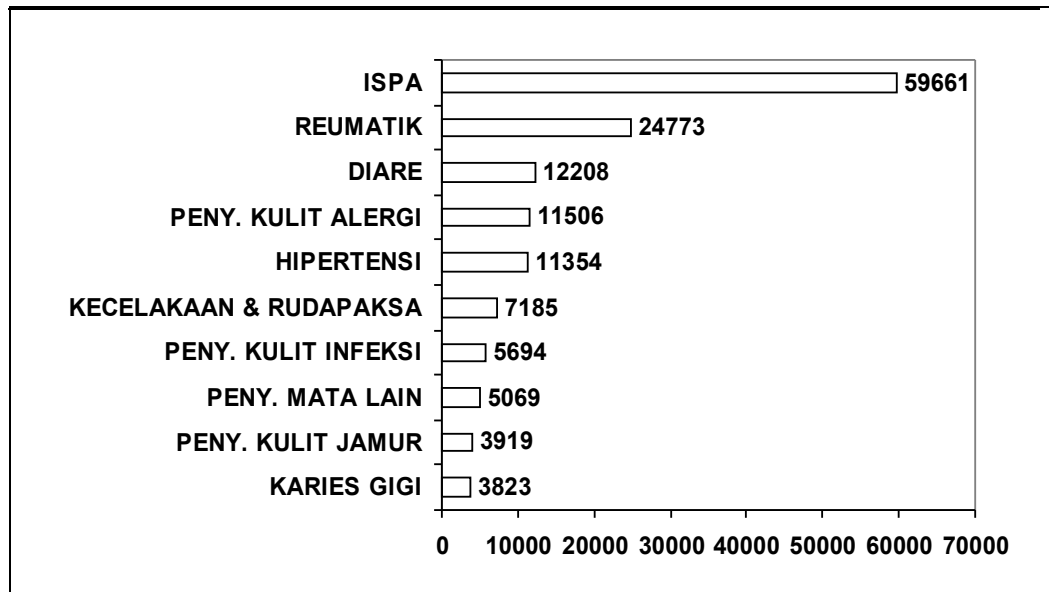 ISPA 59661
REUMATIK 24773
DIARE 12208
PENY. KULIT ALERGI 11506
HIPERTENSI 11354
KECELAKAAN & RUDAPAKSA 7185
PENY. KULIT INFEKSI 5694
PENY. MATA LAIN 5069
PENY. KULIT JAMUR 3919
KARIES GIGI 3823
0 10000 20000 30000 40000 50000 60000 70000